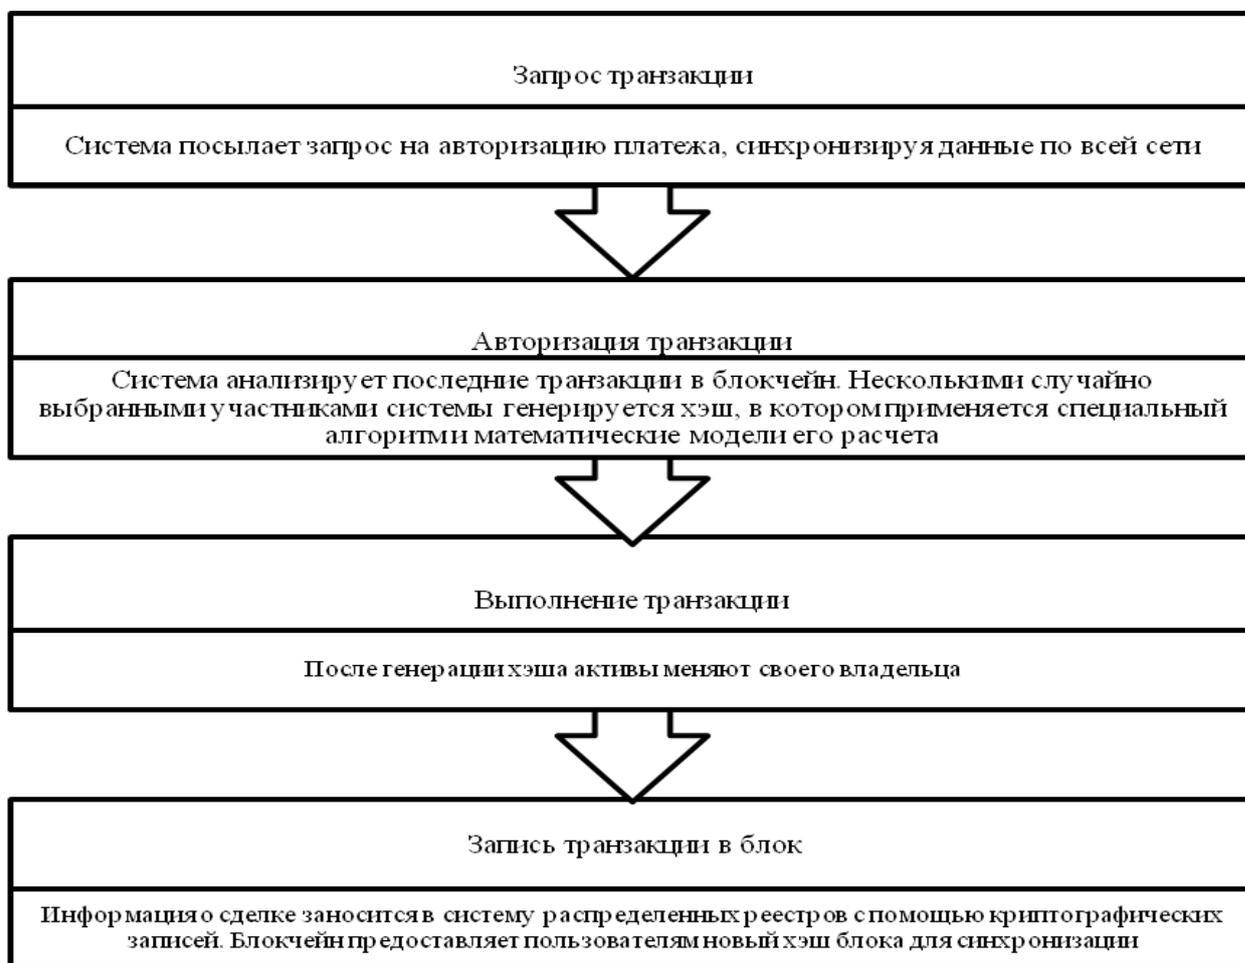 Запрос транзакции
Система посылает запрос на авторизацию платежа, синхронизируя данные по всей сети
Авторизация транзакции
Система анализирует последние транзакции в блокчейн. Несколькими случайно
выбранными участниками системы генерируется хэш, в котором применяется специальный
алгоритм и математические модели его расчета
Выполнение транзакции
После генерации хэша активы меняют своего владельца
Запись транзакции в блок
Информация о сделке заносится в систему распределенных реестров с помощью криптографических
записей. Блокчейн предоставляет пользователям новый хэш блока для синхронизации